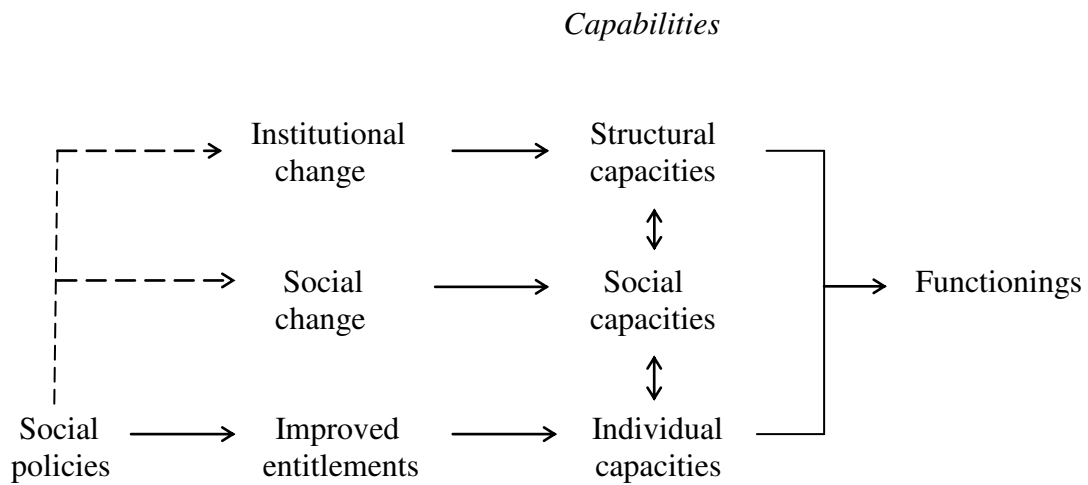 Capabilities
Institutional
change
Structural
capacities
Social
change
Social
capacities
Functionings
Social
policies
Improved
entitlements
Individual
capacities